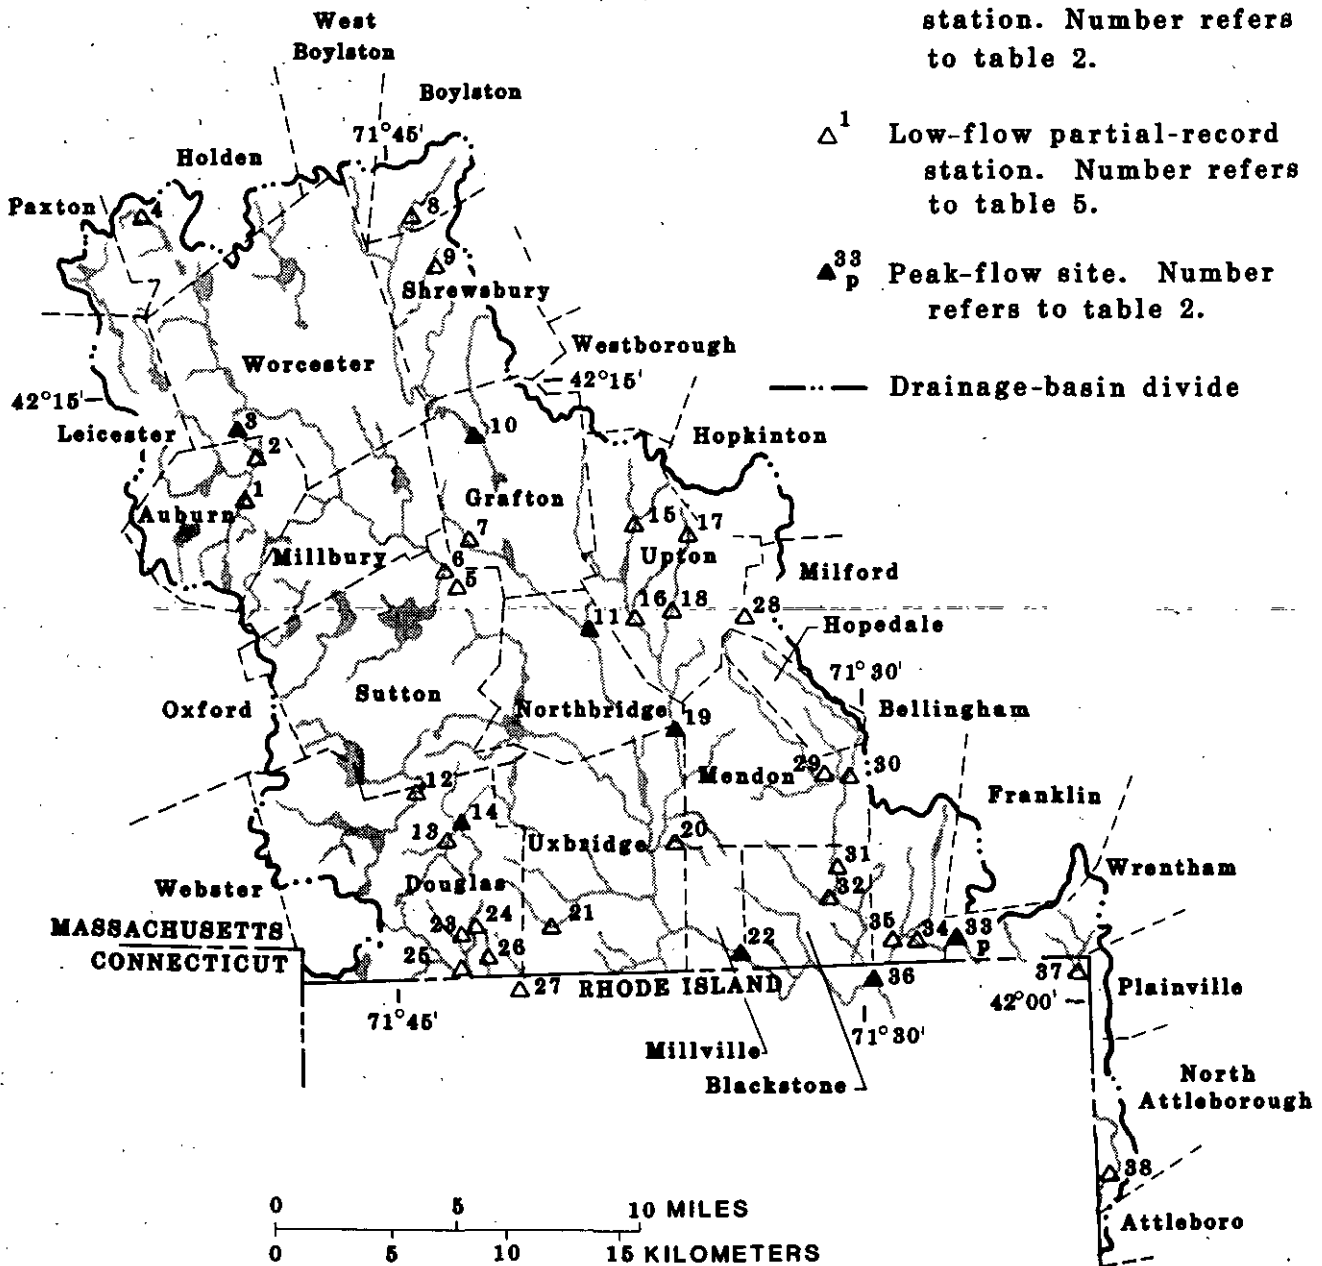 station. Number refers
to table 2.
1 Low-flow partial-record
station. Number refers
to table 5.
33
p Peak-flow site. Number
refers to table 2.
Drainage-basin divide
West
Boylston
Boylston
71°45'
Holden
Paxton
4
8
9
Shrewsbury
Westborough
Worcester
42°15'
42°15'
Leicester
3
2
10
Hopkinton
1
Auburn
Grafton
7
15
17
Millbury
6
5
Upton
Milford
16
18
28
11
Hopedale
71°30'
Oxford
Sutton
Northbridge
19
Bellingham
Mendon
29
30
12
Franklin
14
13
Uxbridge
20
31
Wrentham
Webster
Douglas
32
MASSACHUSETTS
CONNECTICUT
23
24
21
35
34
33
p
25
26
22
27
RHODE ISLAND
36
37
42°00'
Plainville
71°45'
71°30'
Millville
Blackstone
North
Attleborough
38
Attleboro
0 5 10 MILES
0 5 10 15 KILOMETERS